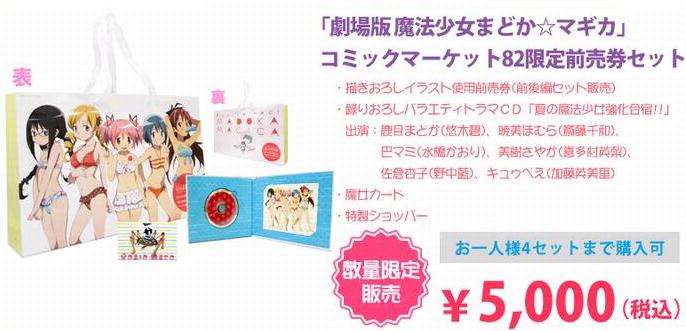 「劇場版 魔法少女まどか☆マギカ」
コミックマーケット82限定前売券セット
表
裏
MADOKA
MAGICA
・描きおろしイラスト使用前売券(前後編セット販売)
・録りおろしバラエティドラマCD「夏の魔法少女強化合宿!!」
出演：鹿目まどか(悠木碧)、暁美ほむら(斎藤千和)、
巴マミ(水橋かおり)、美樹さやか(喜多村英梨)、
佐倉杏子(野中藍)、キュゥべえ(加藤英美里)
・魔女カード
・特製ショッパー
数量限定
販売
お一人様4セットまで購入可
￥5,000(税込)